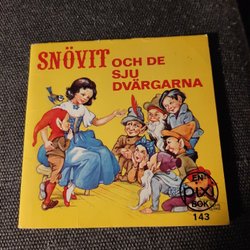 SNÖVIT
OCH DE
SJU
DVÄRGARNA
EN
PIXI
BOK
143